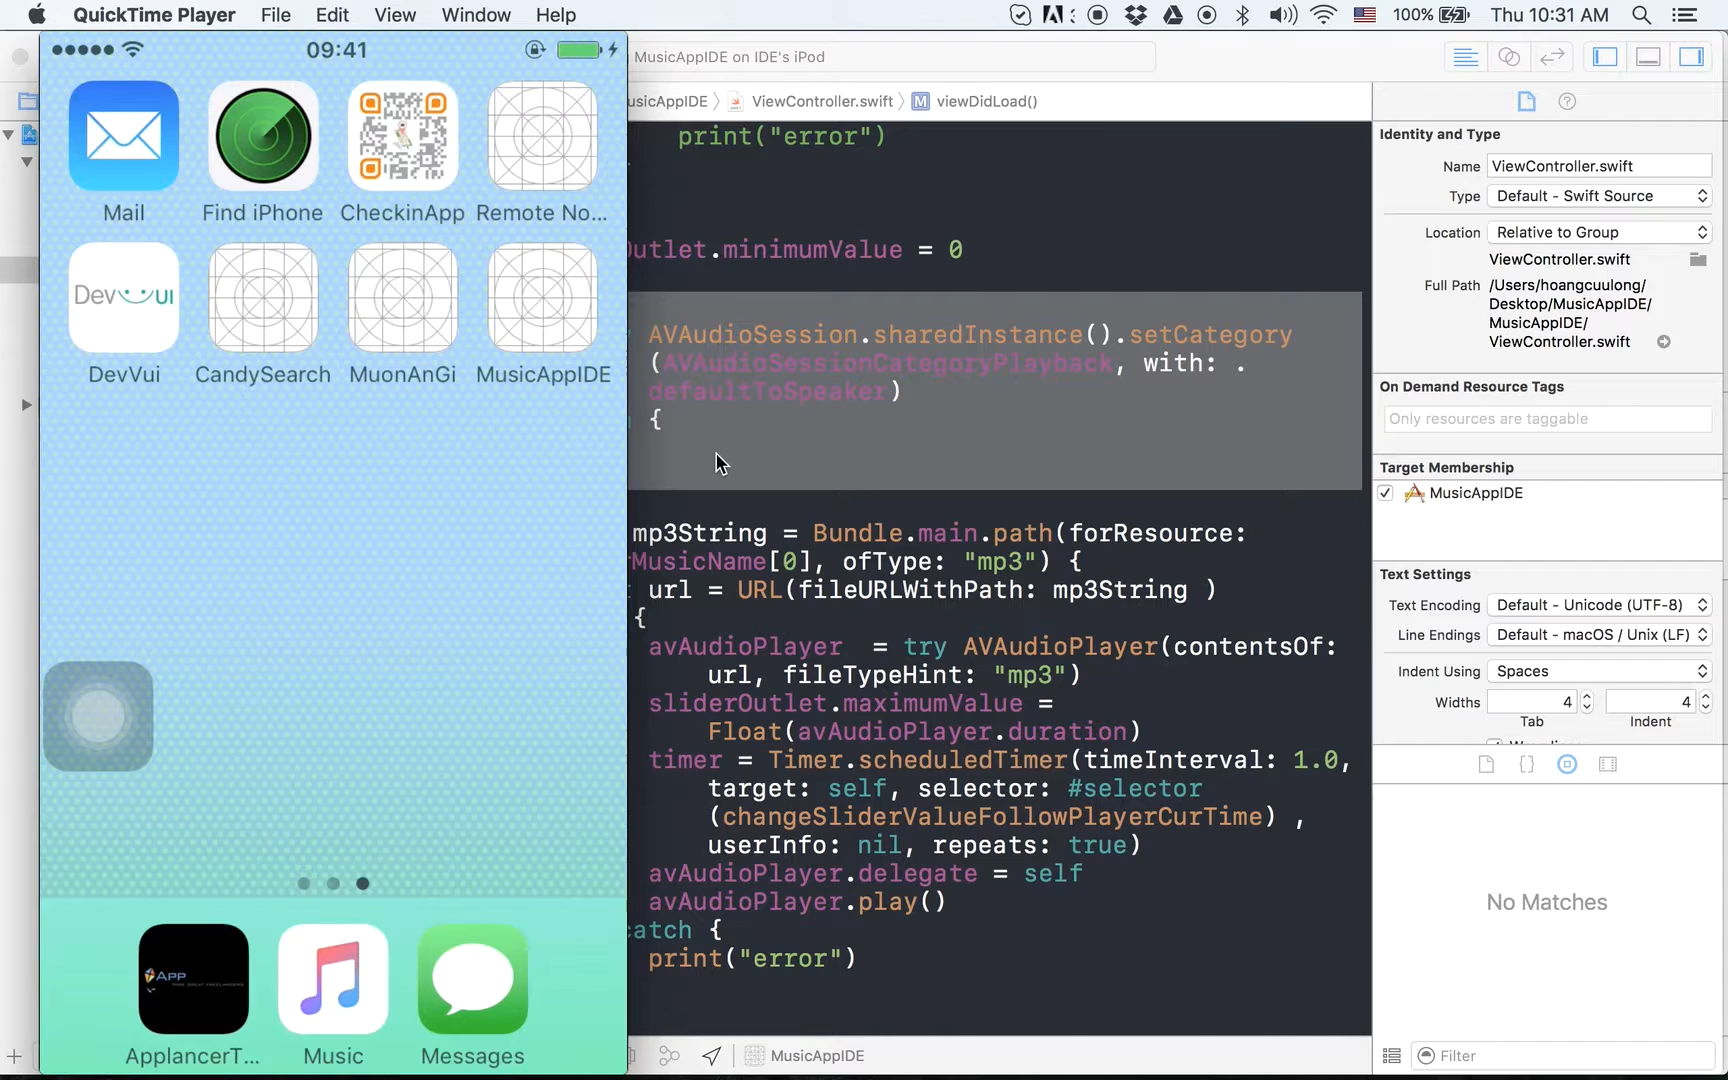 QuickTime Player File Edit View Window Help 100% Thu 10:31 AM
09:41
MusicAppIDE on IDE's iPod
Mail Find iPhone CheckinApp Remote No...
DevVui
DevVui CandySearch MuonAnGi MusicAppIDE
APP
ApplancerT... Music Messages
usicAppIDE ViewController.swift M viewDidLoad()
print("error")
Outlet.minimumValue = 0
AVAudioSession.sharedInstance().setCategory
(AVAudioSessionCategoryPlayback, with: .
defaultToSpeaker)
{
mp3String = Bundle.main.path(forResource:
MusicName[0], ofType: "mp3") {
url = URL(fileURLWithPath: mp3String )
{
avAudioPlayer = try AVAudioPlayer(contentsOf:
url, fileTypeHint: "mp3")
sliderOutlet.maximumValue =
Float(avAudioPlayer.duration)
timer = Timer.scheduledTimer(timeInterval: 1.0,
target: self, selector: #selector
(changeSliderValueFollowPlayerCurTime) ,
userInfo: nil, repeats: true)
avAudioPlayer.delegate = self
avAudioPlayer.play()
catch {
print("error")
MusicAppIDE
Identity and Type
Name ViewController.swift
Type Default - Swift Source
Location Relative to Group
ViewController.swift
Full Path /Users/hoangcuulong/
Desktop/MusicAppIDE/
MusicAppIDE/
ViewController.swift
On Demand Resource Tags
Only resources are taggable
Target Membership
MusicAppIDE
Text Settings
Text Encoding Default - Unicode (UTF-8)
Line Endings Default - macOS / Unix (LF)
Indent Using Spaces
Widths 4 4
Tab Indent
{}
No Matches
Filter